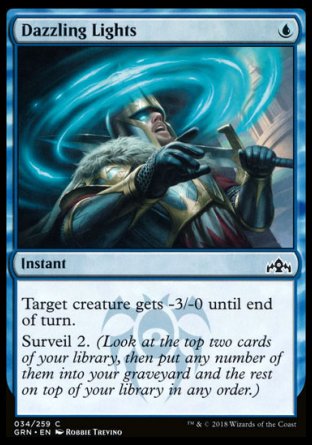 Dazzling Lights
Instant
Target creature gets -3/-0 until end
of turn.
Surveil 2. (Look at the top two cards
of your library, then put any number of
them into your graveyard and the rest
on top of your library in any order.)
034/259 C
GRN • EN Robbie Trevino
™ & © 2018 Wizards of the Coast